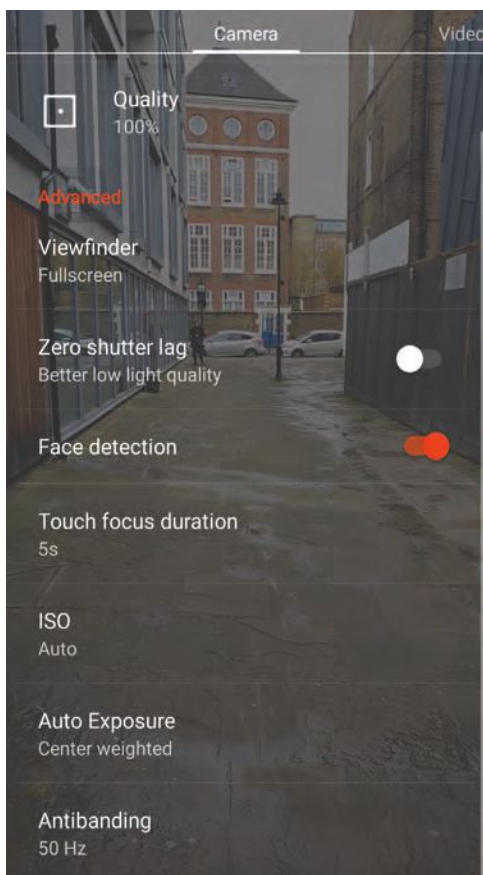 Camera
Video
Quality
100%
Advanced
Viewfinder
Fullscreen
Zero shutter lag
Better low light quality
Face detection
Touch focus duration
5s
ISO
Auto
Auto Exposure
Center weighted
Antibanding
50 Hz